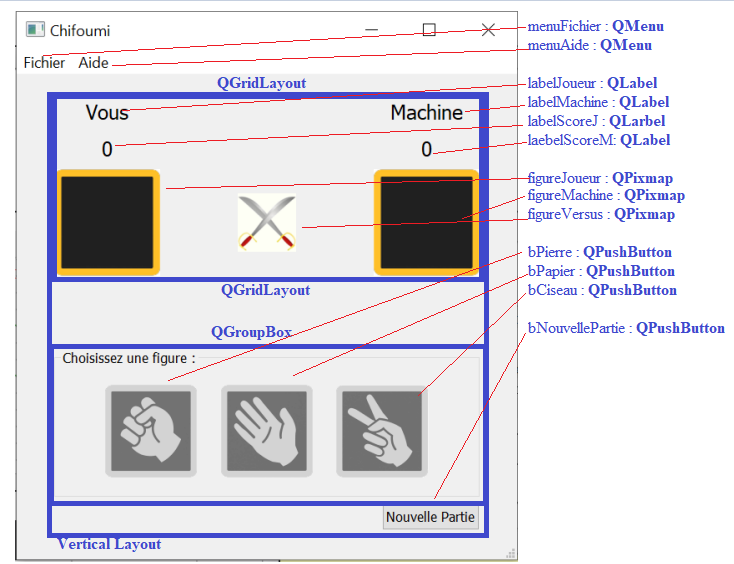 Chifoumi
Fichier Aide
QGridLayout
Vous Machine
0 0
QGridLayout
QGroupBox
Choisissez une figure :
Nouvelle Partie
Vertical Layout
menuFichier : QMenu
menuAide : QMenu
labelJoueur : QLabel
labelMachine : QLabel
labelScoreJ : QLarbel
laebelScoreM: QLabel
figureJoueur : QPixmap
figureMachine : QPixmap
figureVersus : QPixmap
bPierre : QPushButton
bPapier : QPushButton
bCiseau : QPushButton
bNouvellePartie : QPushButton